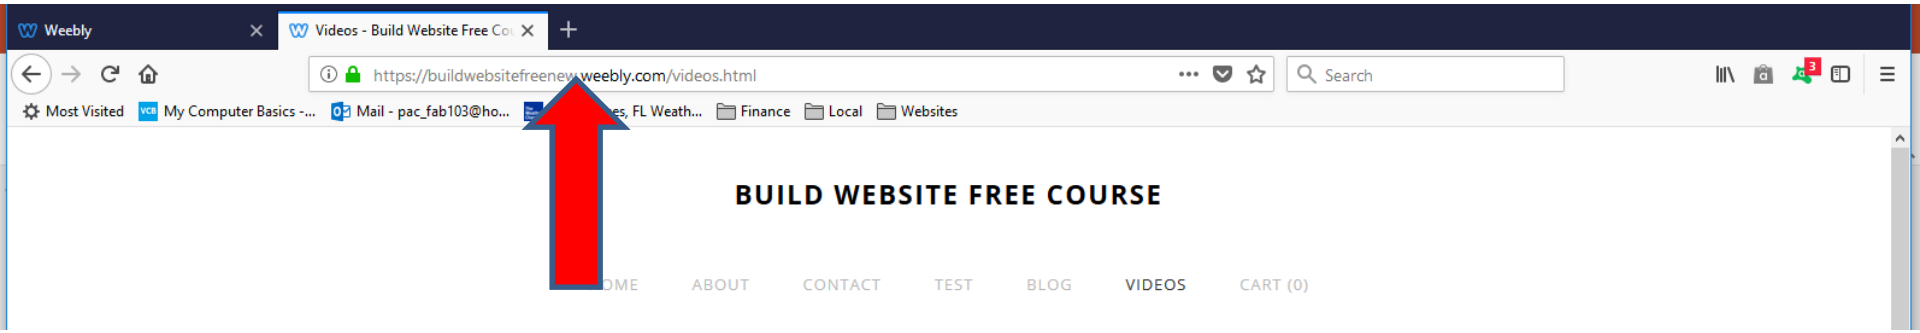 Weebly
Videos - Build Website Free Cou
https://buildwebsitefreenew.weebly.com/videos.html
Search
3
Most Visited
VCB My Computer Basics -... Mail - pac_fab103@ho... es, FL Weath... Finance Local Websites
BUILD WEBSITE FREE COURSE
OME ABOUT CONTACT TEST BLOG VIDEOS CART (0)